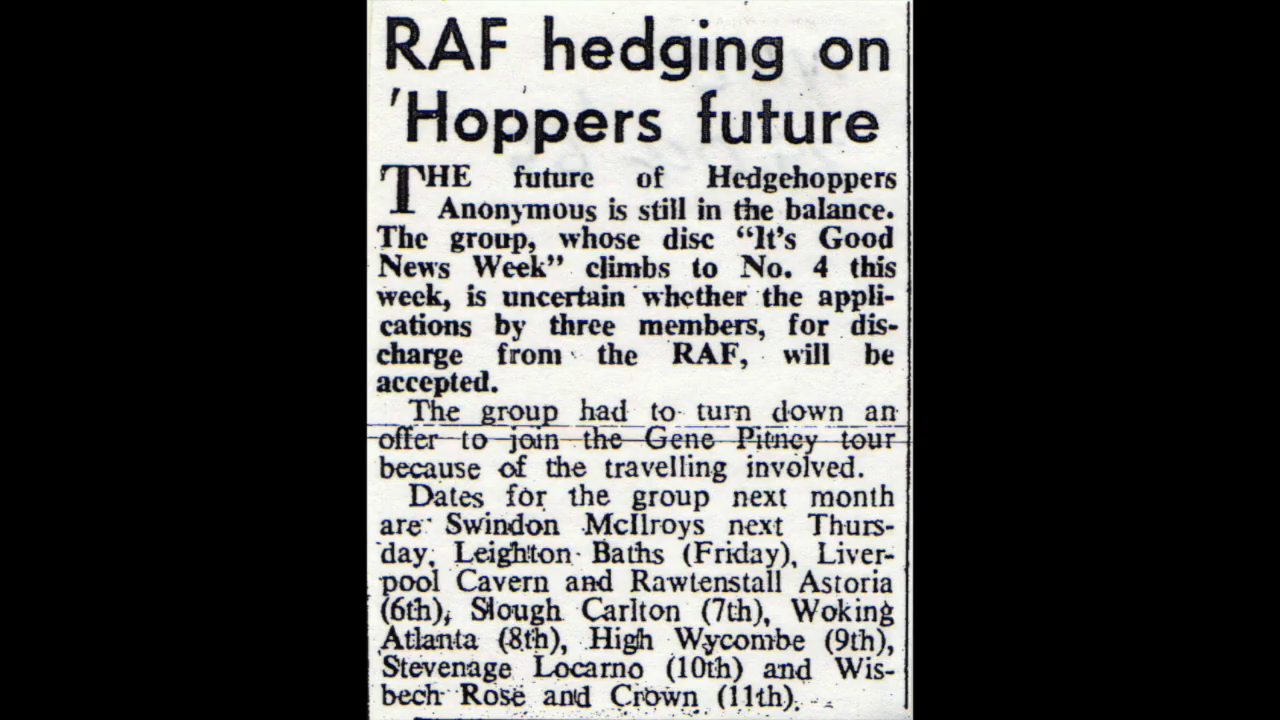 RAF hedging on
'Hoppers future
THE future of Hedgehoppers
Anonymous is still in the balance.
The group, whose disc “It's Good
News Week” climbs to No. 4 this
week, is uncertain whether the appli-
cations by three members, for dis-
charge from the RAF, will be
accepted.
The group had to turn down an
offer to join the Gene Pitney tour
because of the travelling involved.
Dates for the group next month
are Swindon McIlroys next Thurs-
day, Leighton Baths (Friday), Liver-
pool Cavern and Rawtenstall Astoria
(6th), Slough Carlton (7th), Woking
Atlanta (8th), High Wycombe (9th),
Stevenage Locarno (10th) and Wis-
bech Rose and Crown (11th).